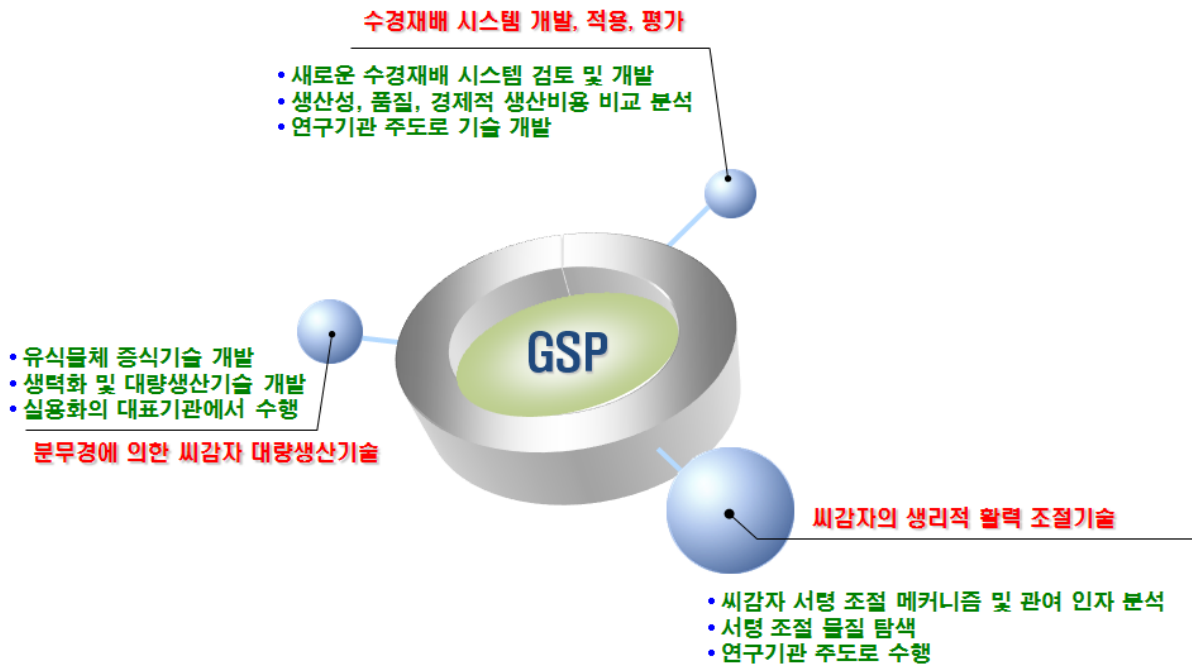 수경재배 시스템 개발, 적용, 평가
• 새로운 수경재배 시스템 검토 및 개발
• 생산성, 품질, 경제적 생산비용 비교 분석
• 연구기관 주도로 기술 개발
GSP
• 유식물체 증식기술 개발
• 생력화 및 대량생산기술 개발
• 실용화의 대표기관에서 수행
분무경에 의한 씨감자 대량생산기술
씨감자의 생리적 활력 조절기술
• 씨감자 서령 조절 메커니즘 및 관여 인자 분석
• 서령 조절 물질 탐색
• 연구기관 주도로 수행